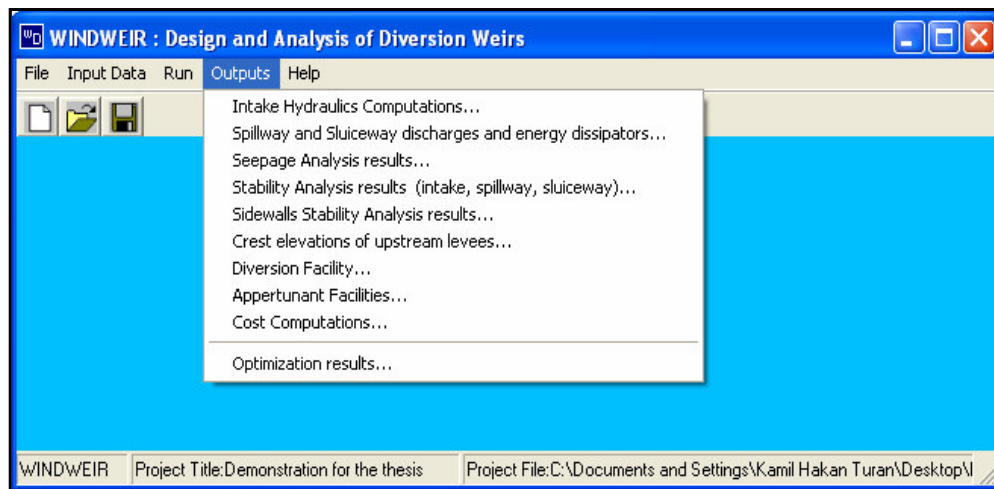 WD WINDWEIR : Design and Analysis of Diversion Weirs
File Input Data Run Outputs Help
Intake Hydraulics Computations...
Spillway and Sluiceway discharges and energy dissipators...
Seepage Analysis results...
Stability Analysis results (intake, spillway, sluiceway)...
Sidewalls Stability Analysis results...
Crest elevations of upstream levees...
Diversion Facility...
Appertunant Facilities...
Cost Computations...
Optimization results...
WINDWEIR Project Title:Demonstration for the thesis Project File:C:\Documents and Settings\Kamil Hakan Turan\Desktop\